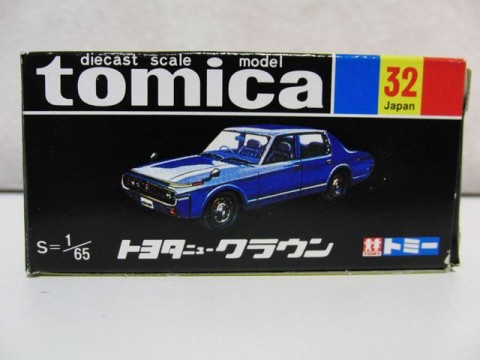 diecast scale model
tomica
32
Japan
S=1/65
トヨタニュークラウン
TOMY
トミー